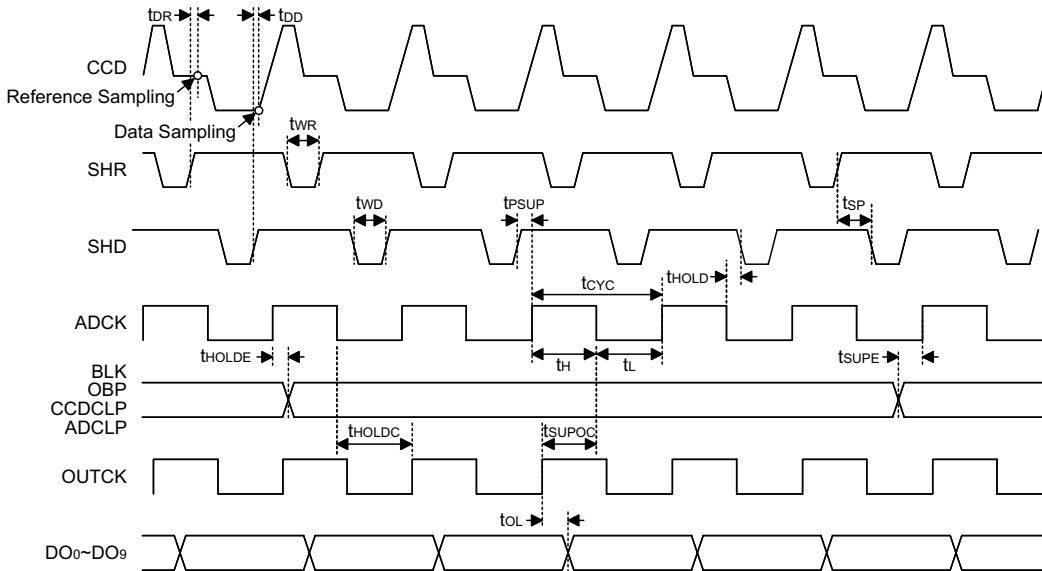 tDR
tDD
CCD
Reference Sampling
Data Sampling
tWR
SHR
tWD
tPSUP
tSP
SHD
tHOLD
tCYC
ADCK
tHOLDE
tH
tL
tSUPE
BLK
OBP
CCDCLP
ADCLP
tHOLDC
tSUPOC
OUTCK
tOL
DO0~DO9